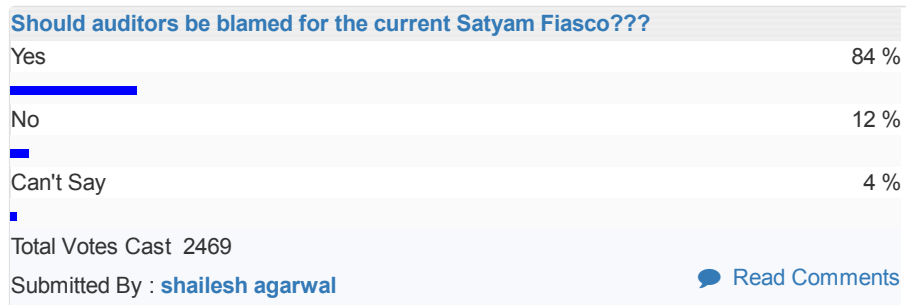 Should auditors be blamed for the current Satyam Fiasco???
Yes 84 %
No 12 %
Can't Say 4 %
Total Votes Cast 2469
Submitted By : shailesh agarwal Read Comments